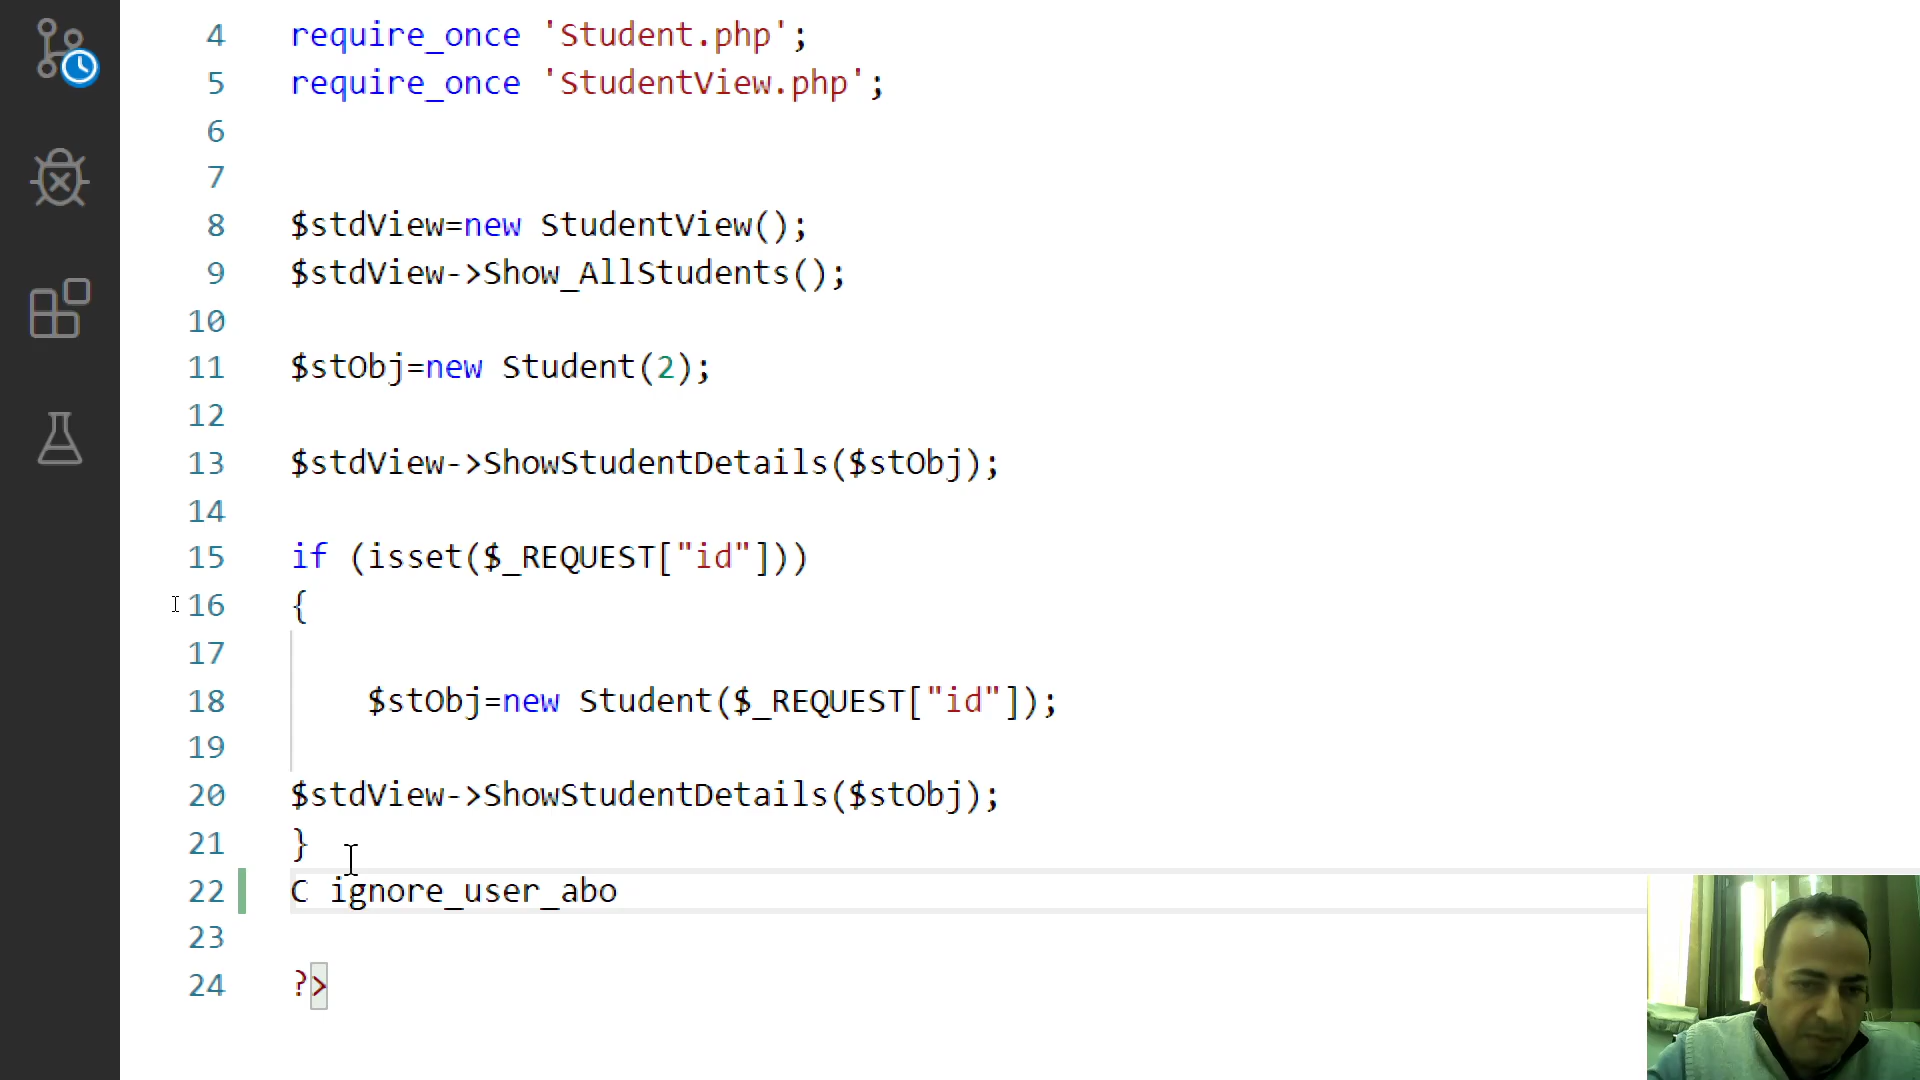 4 require_once 'Student.php';
5 require_once 'StudentView.php';
6
7
8 $stdView=new StudentView();
9 $stdView->Show_AllStudents();
10
11 $stObj=new Student(2);
12
13 $stdView->ShowStudentDetails($stObj);
14
15 if (isset($_REQUEST["id"]))
16 {
17
18 $stObj=new Student($_REQUEST["id"]);
19
20 $stdView->ShowStudentDetails($stObj);
21 }
22 C ignore_user_abo
23
24 ?>